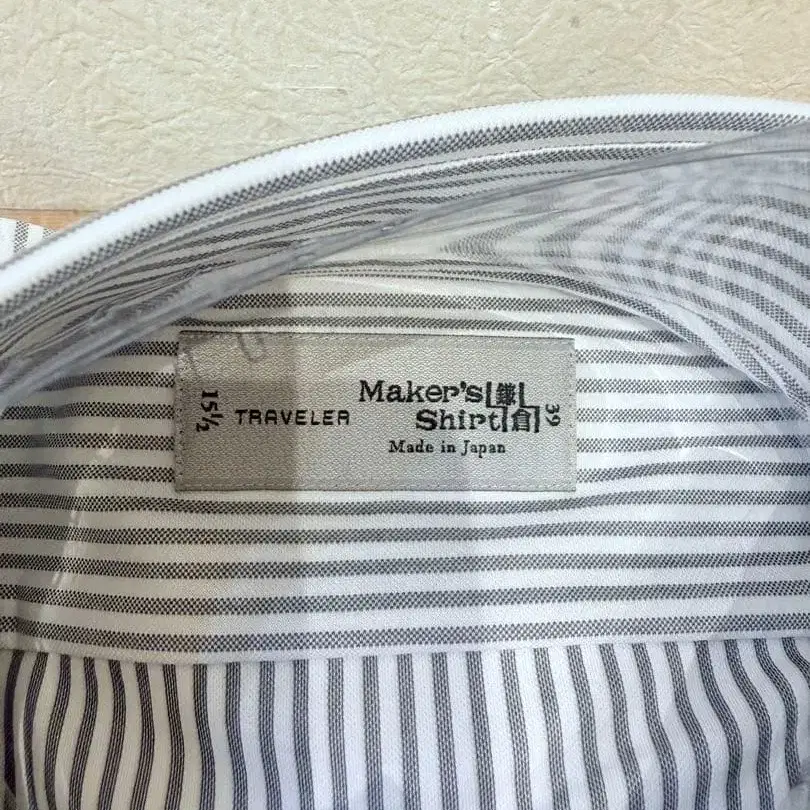 15½
TRAVELER
Maker's
Shirt
鎌倉
Made in Japan
39